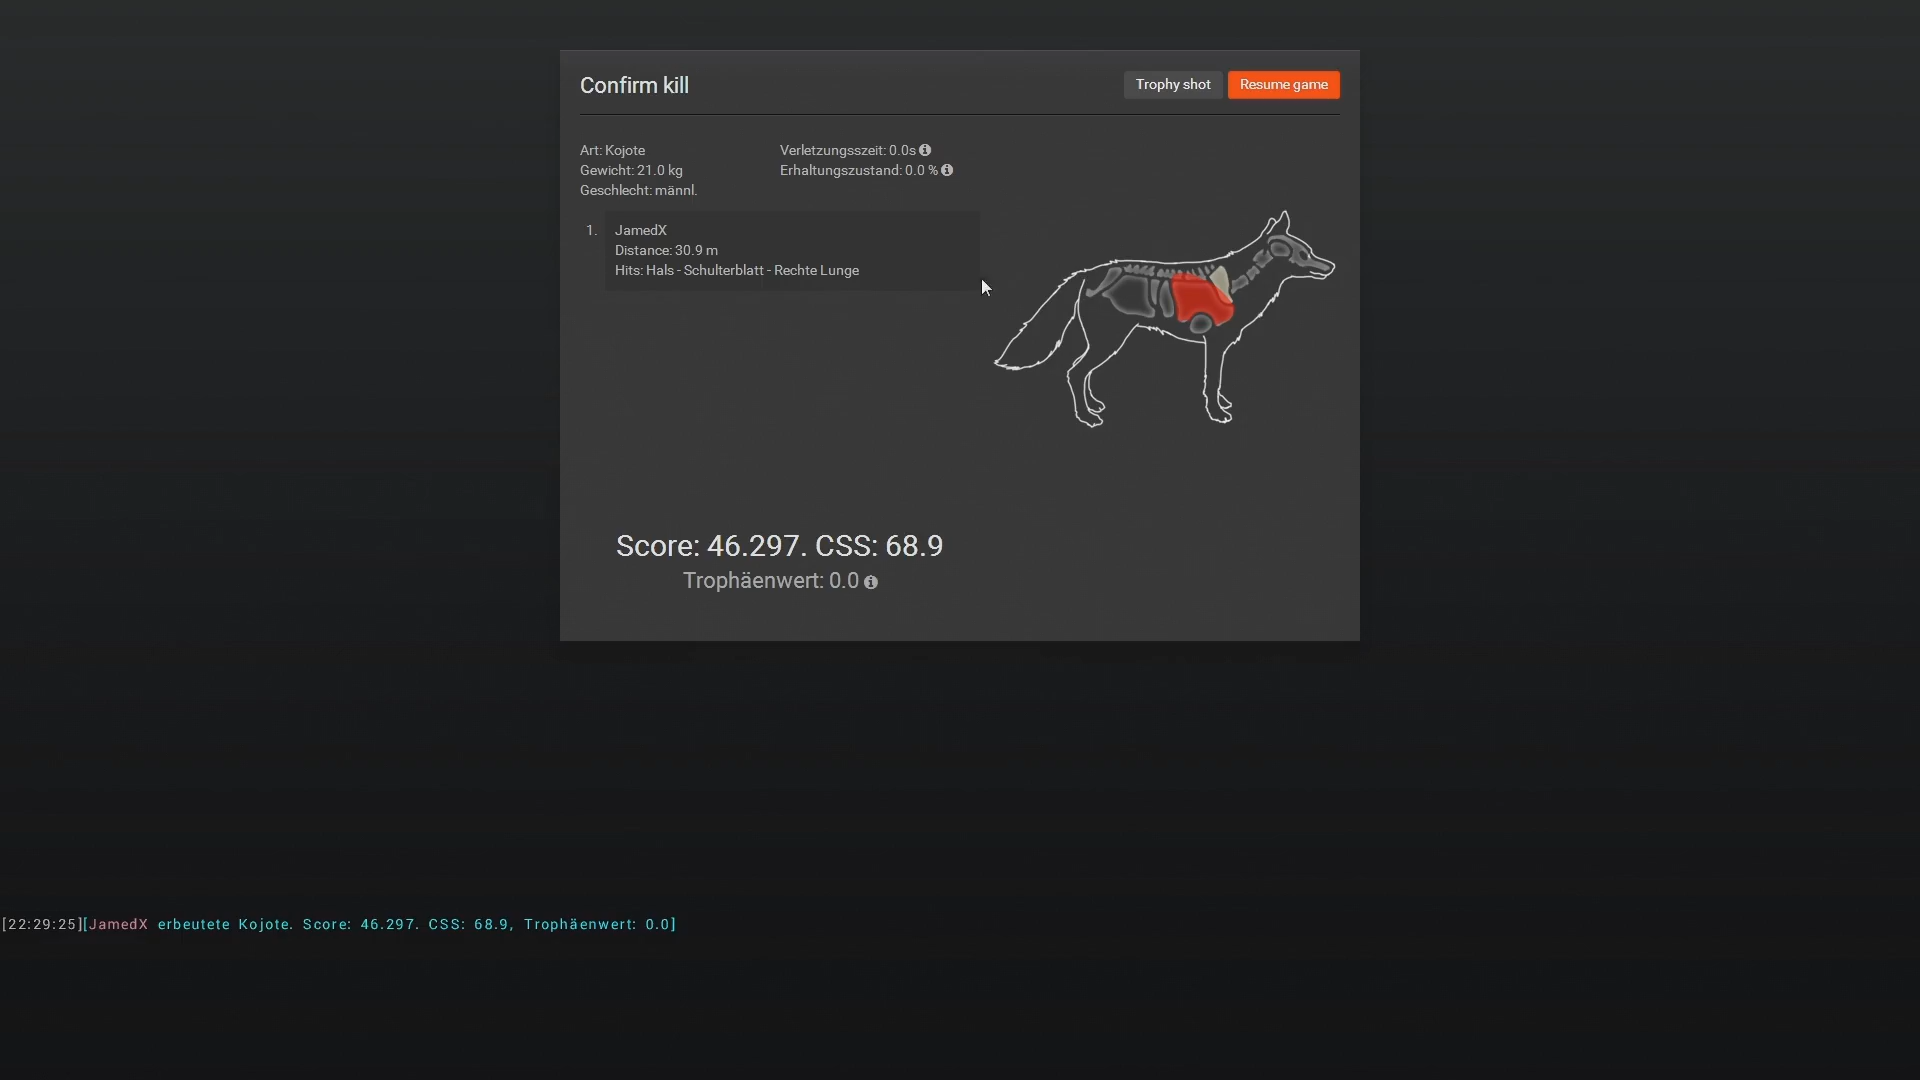 Confirm kill
Trophy shot
Resume game
Art: Kojote
Gewicht: 21.0 kg
Geschlecht: männl.
Verletzungsszeit: 0.0s
Erhaltungszustand: 0.0 %
1.
JamedX
Distance: 30.9 m
Hits: Hals - Schulterblatt - Rechte Lunge
Score: 46.297. CSS: 68.9
Trophäenwert: 0.0
[22:29:25][JamedX erbeutete Kojote. Score: 46.297. CSS: 68.9, Trophäenwert: 0.0]